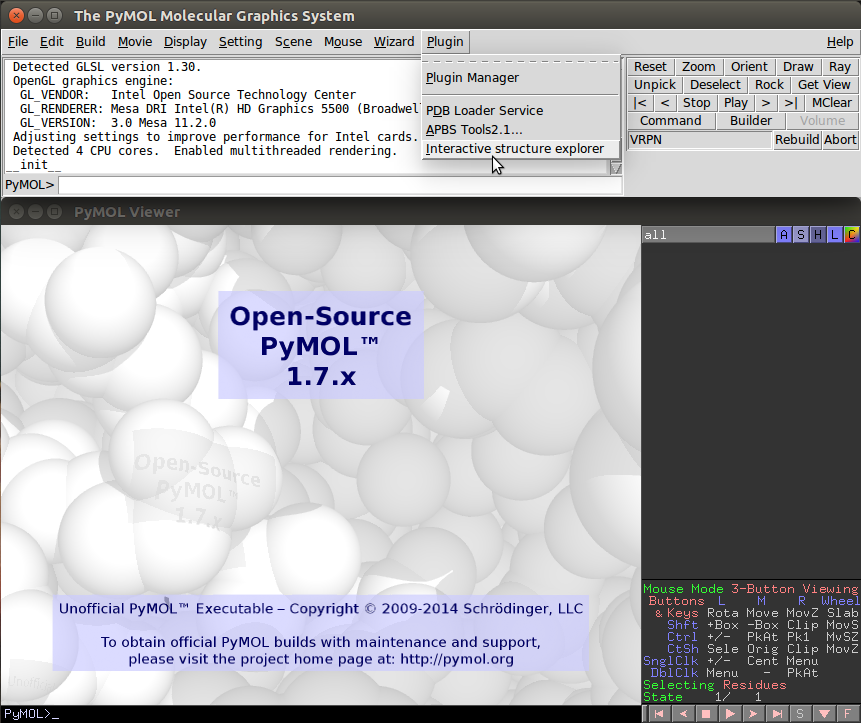 The PyMOL Molecular Graphics System
File Edit Build Movie Display Setting Scene Mouse Wizard Plugin Help
Detected GLSL version 1.30.
OpenGL graphics engine:
GL_VENDOR: Intel Open Source Technology Center
GL_RENDERER: Mesa DRI Intel(R) HD Graphics 5500 (Broadwel
GL_VERSION: 3.0 Mesa 11.2.0
Adjusting settings to improve performance for Intel cards.
Detected 4 CPU cores. Enabled multithreaded rendering.
__init__
PyMOL>
Plugin Manager
PDB Loader Service
APBS Tools2.1...
Interactive structure explorer
Reset Zoom Orient Draw Ray
Unpick Deselect Rock Get View
|< < Stop Play > >| MClear
Command Builder Volume
VRPN Rebuild Abort
PyMOL Viewer
all A S H L C
Open-Source
PyMOL™
1.7.x
Open-Source
PyMOL™
1.7.x
Unofficial PyMOL™ Executable – Copyright © 2009-2014 Schrödinger, LLC
To obtain official PyMOL builds with maintenance and support,
please visit the project home page at: http://pymol.org
Mouse Mode 3-Button Viewing
Buttons L M R Wheel
& Keys Rota Move MovZ Slab
Shft +Box -Box Clip MovS
Ctrl +/- PkAt Pk1 MvSZ
CtSh Sele Orig Clip MovZ
SnglClk +/- Cent Menu
DblClk Menu - PkAt
Selecting Residues
State 1/ 1
S F
PyMOL>_